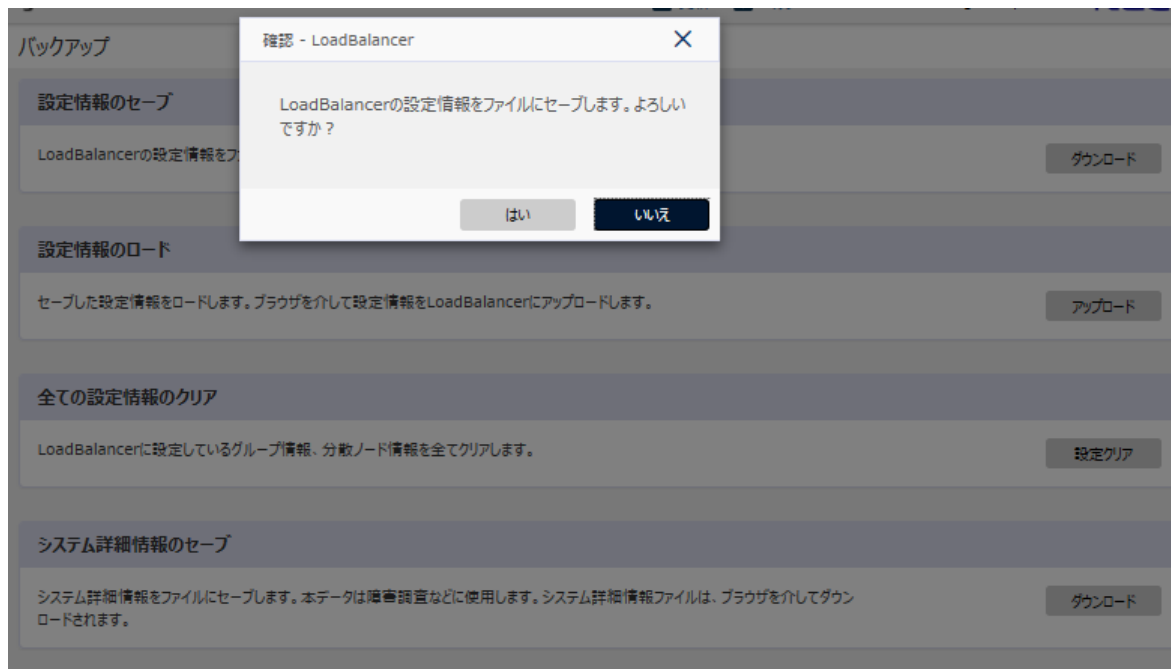 バックアップ
確認 - LoadBalancer
LoadBalancerの設定情報をファイルにセーブします。よろしい
ですか？
はい
いいえ
設定情報のセーブ
LoadBalancerの設定情報をフ
ダウンロード
設定情報のロード
セーブした設定情報をロードします。ブラウザを介して設定情報をLoadBalancerにアップロードします。
アップロード
全ての設定情報のクリア
LoadBalancerに設定しているグループ情報、分散ノード情報を全てクリアします。
設定クリア
システム詳細情報のセーブ
システム詳細情報をファイルにセーブします。本データは障害調査などに使用します。システム詳細情報ファイルは、ブラウザを介してダウン
ロードされます。
ダウンロード